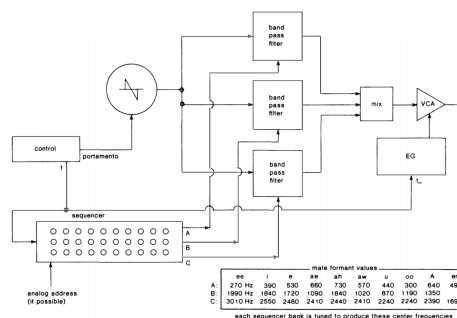 band
pass
filter
band
pass
filter
mix
VCA
band
pass
filter
control
portamento
EG
t
sequencer
A
B
C
analog address
(if possible)
male formant values
ee i e ae ah aw u oo A
A: 270 Hz 390 530 660 730 570 440 300 640
B: 1990 Hz 1840 1720 1090 1840 1020 870 1190 1350
C: 3010 Hz 2550 2480 2410 2440 2410 2240 2240 2390
each sequencer bank is tuned to produce these center frequencies